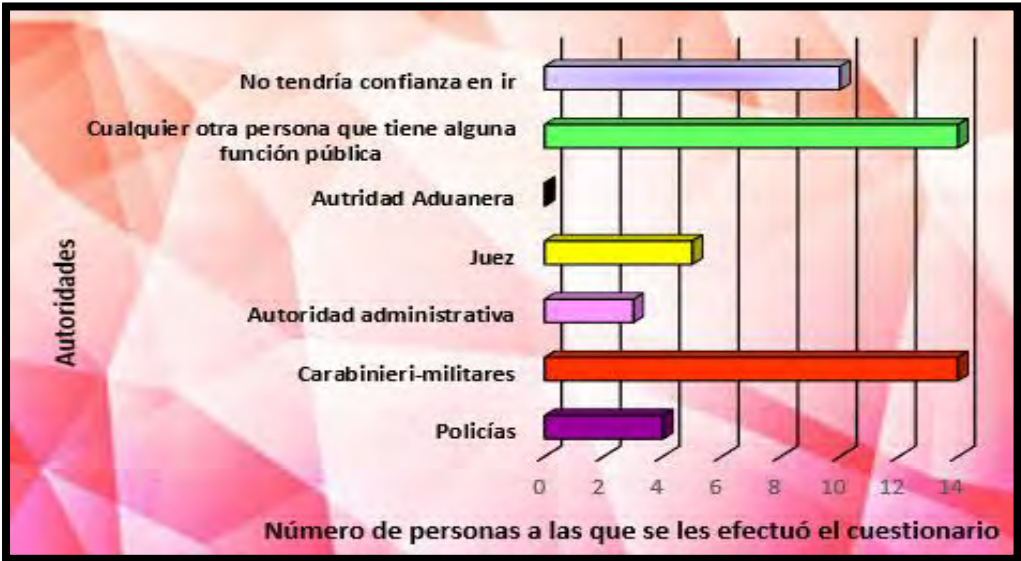 No tendría confianza en ir
Cualquier otra persona que tiene alguna
función pública
Autridad Aduanera
Juez
Autoridad administrativa
Carabinieri-militares
Policías
Autoridades
0 2 4 6 8 10 12 14
Número de personas a las que se les efectuó el cuestionario